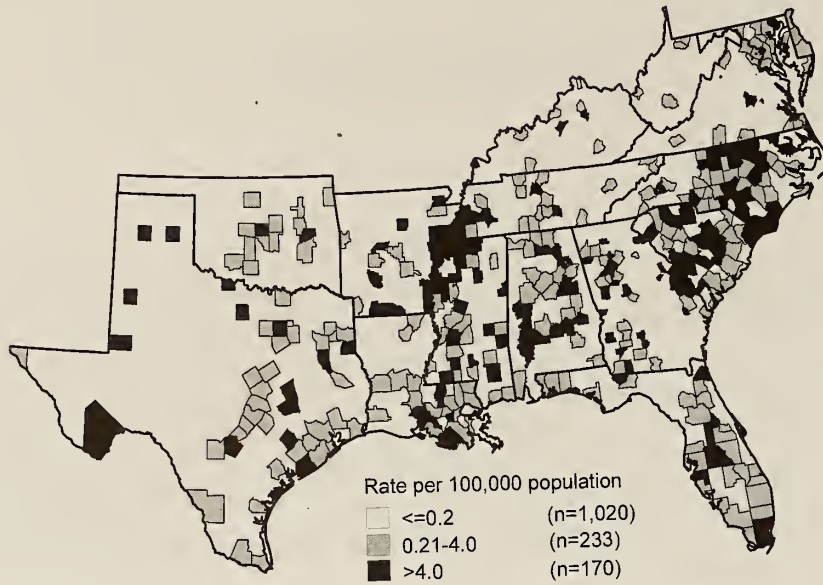 Rate per 100,000 population
<=0.2 (n=1,020)
0.21-4.0 (n=233)
>4.0 (n=170)